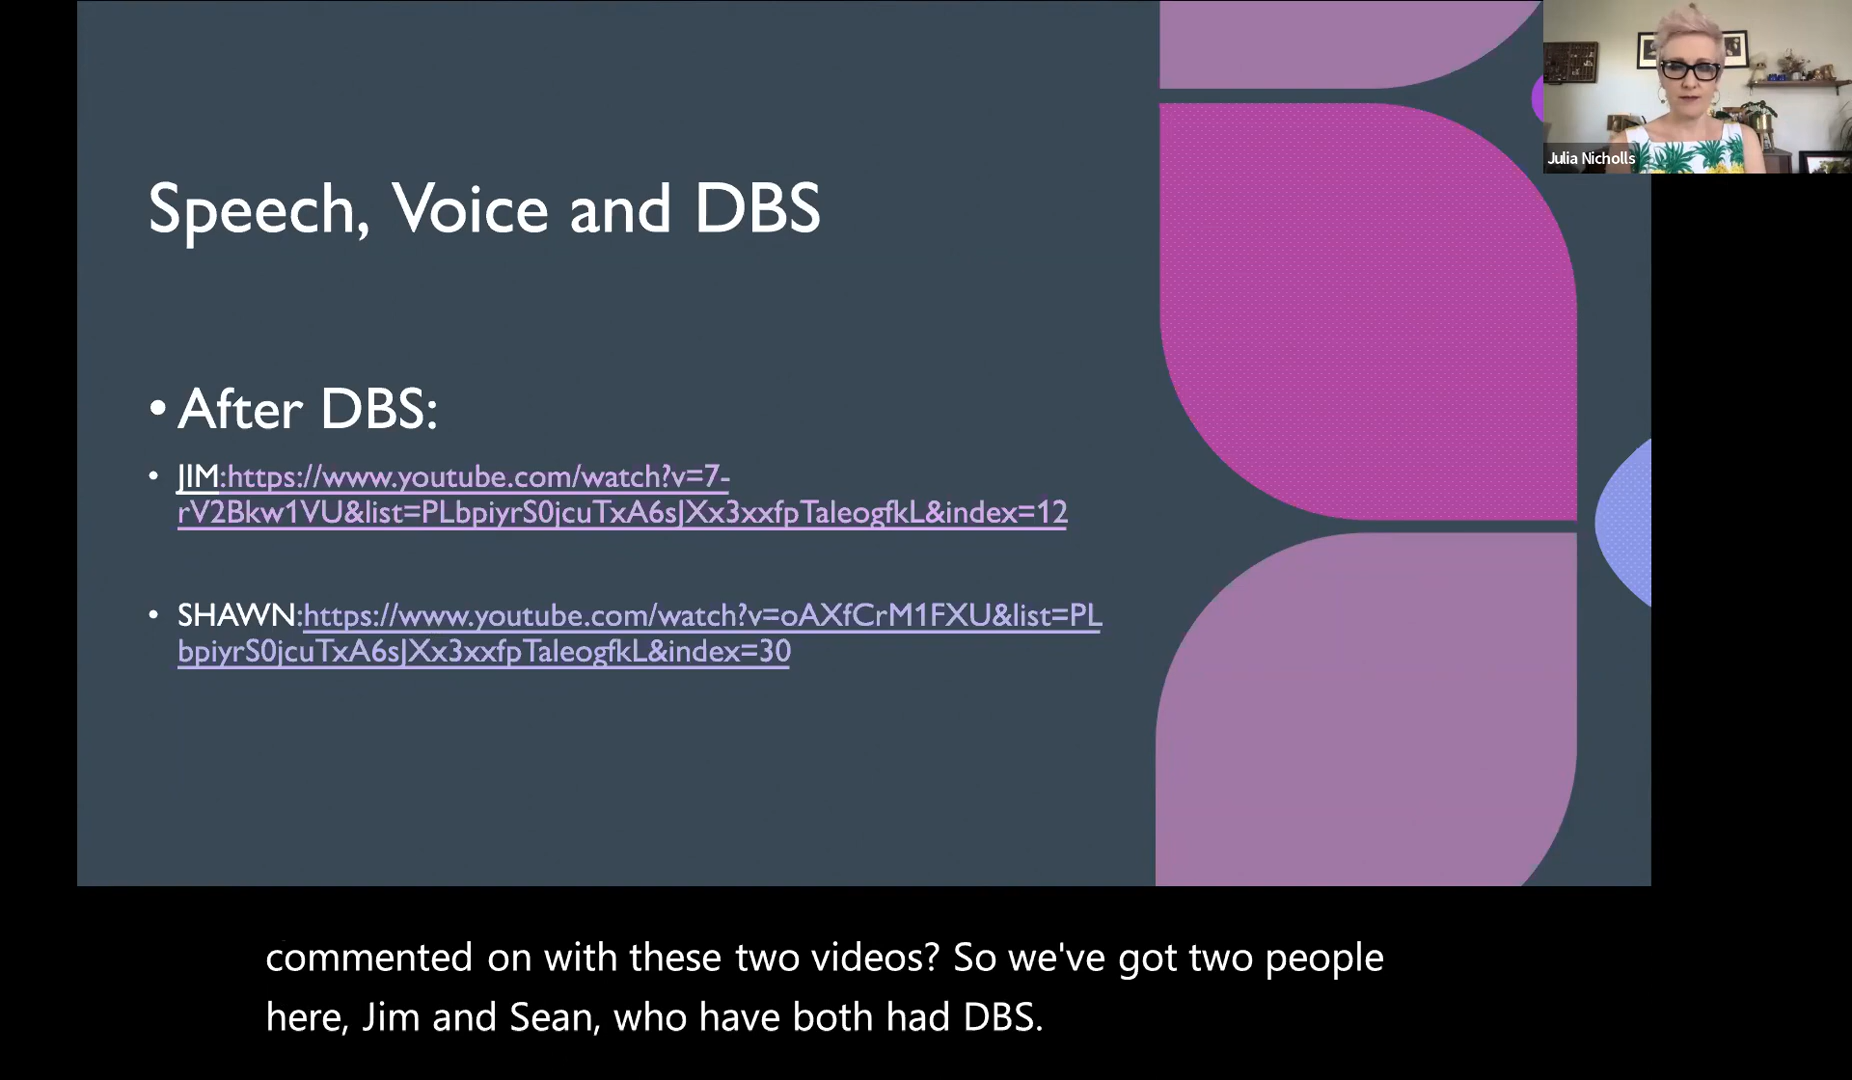 Speech, Voice and DBS
• After DBS:
• JIM:https://www.youtube.com/watch?v=7-
rV2Bkw1VU&list=PLbpiyrS0jcuTxA6sJXx3xxfpTaleogfkL&index=12
• SHAWN:https://www.youtube.com/watch?v=oAXfCrM1FXU&list=PL
bpiyrS0jcuTxA6sJXx3xxfpTaleogfkL&index=30
Julia Nicholls
commented on with these two videos? So we've got two people
here, Jim and Sean, who have both had DBS.